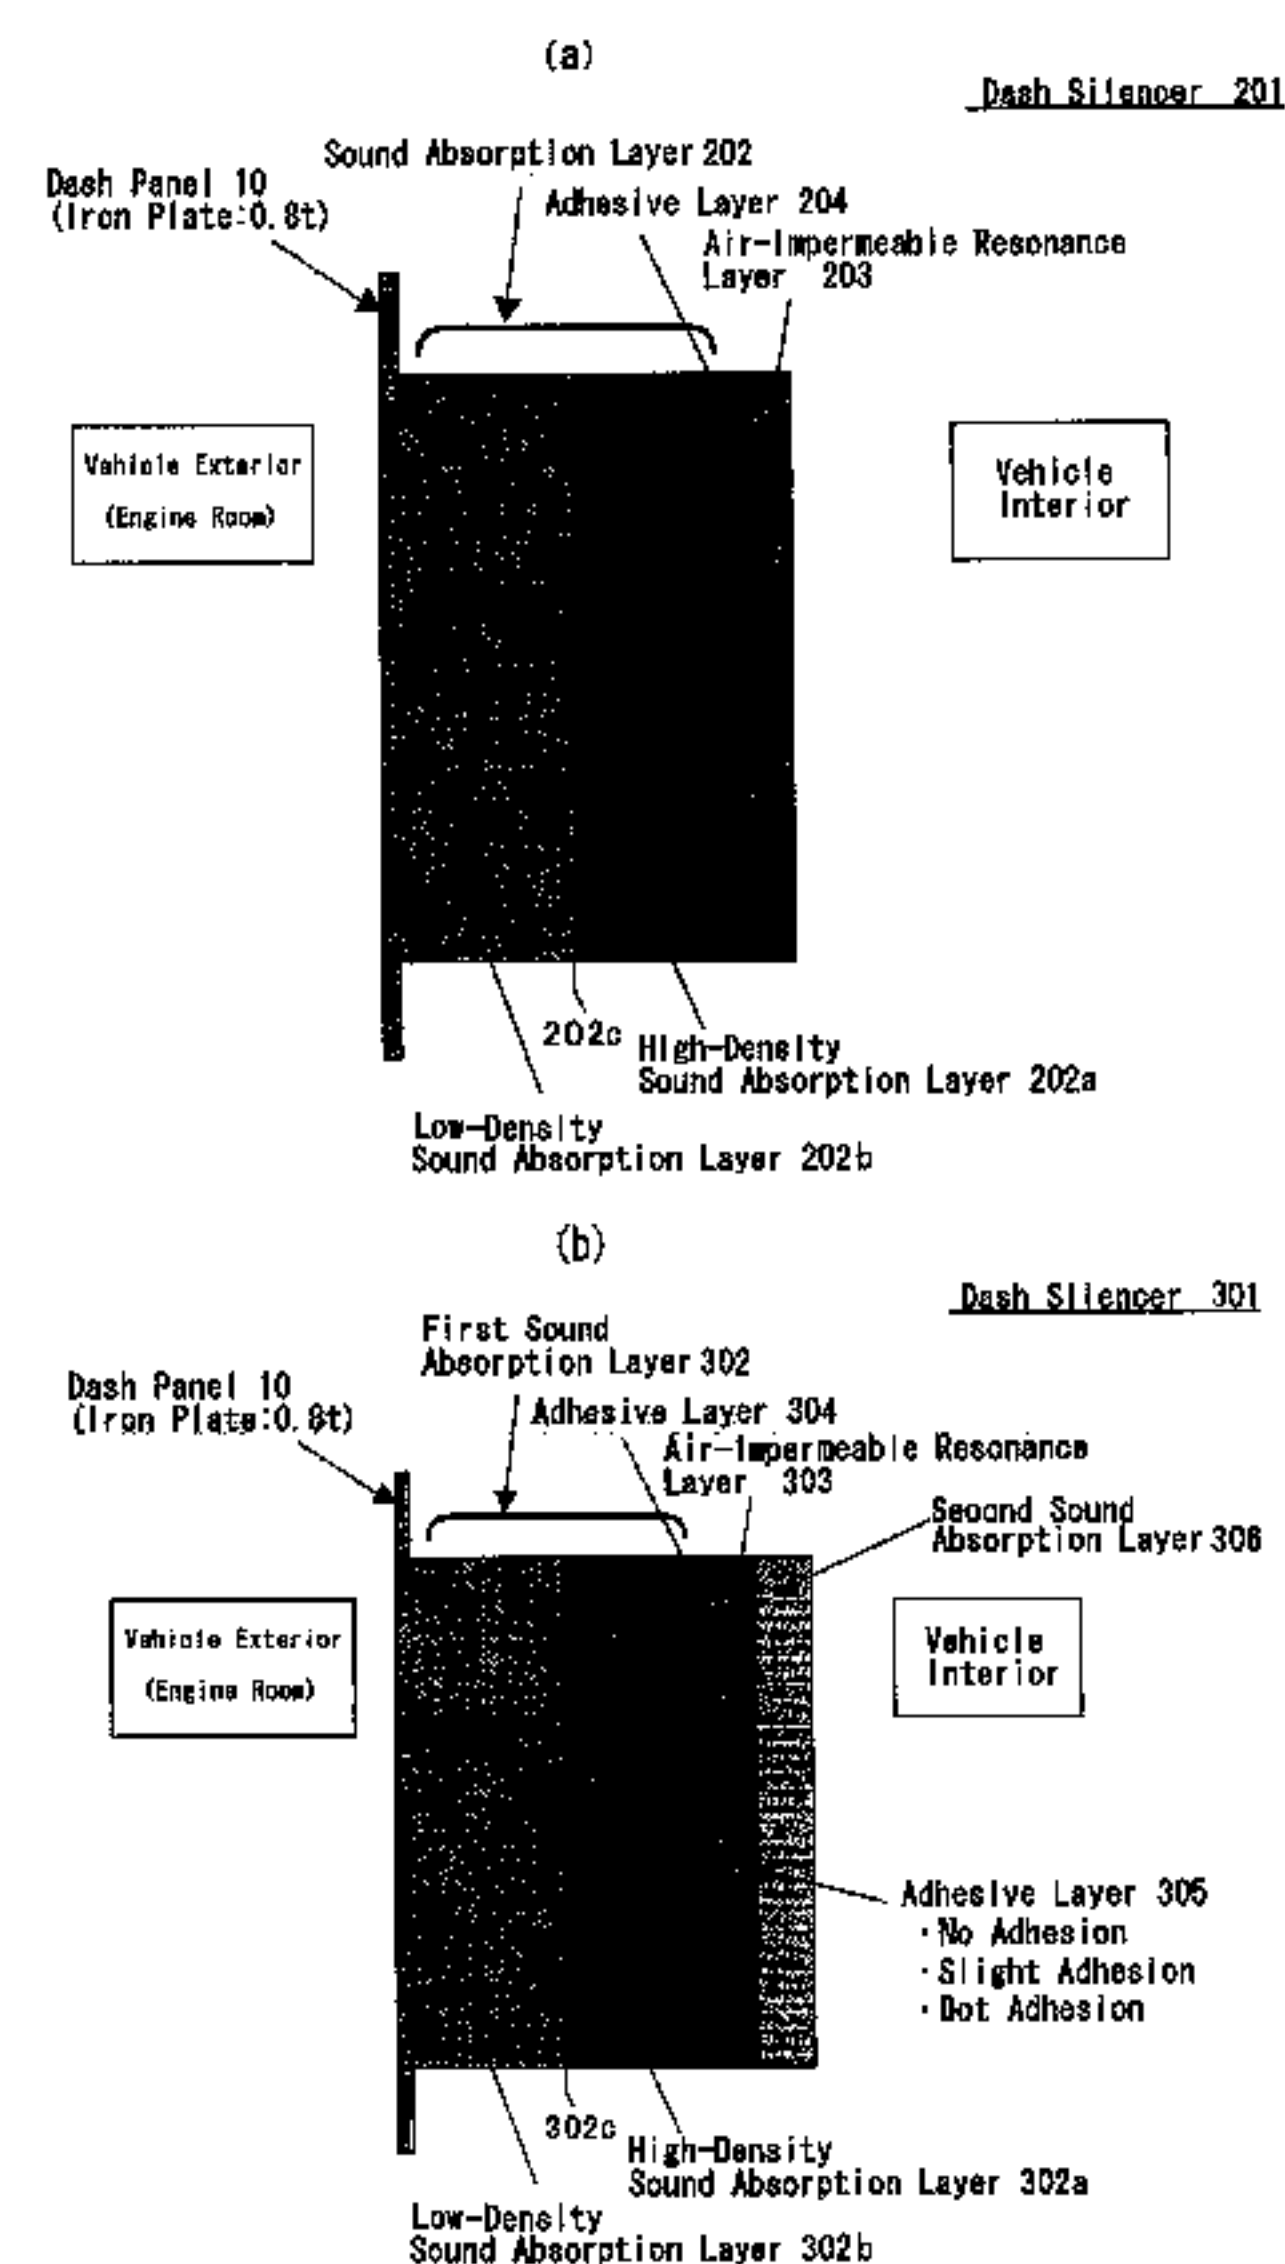 (a)
Dash Silencer 201
Sound Absorption Layer 202
Dash Panel 10
(Iron Plate:0.8t)
Adhesive Layer 204
Air-Impermeable Resonance
Layer 203
Vehicle Exterior
(Engine Room)
Vehicle
Interior
202c
High-Density
Sound Absorption Layer 202a
Low-Density
Sound Absorption Layer 202b
(b)
Dash Silencer 301
First Sound
Absorption Layer 302
Dash Panel 10
(Iron Plate:0.8t)
Adhesive Layer 304
Air-Impermeable Resonance
Layer 303
Second Sound
Absorption Layer 306
Vehicle Exterior
(Engine Room)
Vehicle
Interior
Adhesive Layer 305
・No Adhesion
・Slight Adhesion
・Dot Adhesion
302c
High-Density
Sound Absorption Layer 302a
Low-Density
Sound Absorption Layer 302b